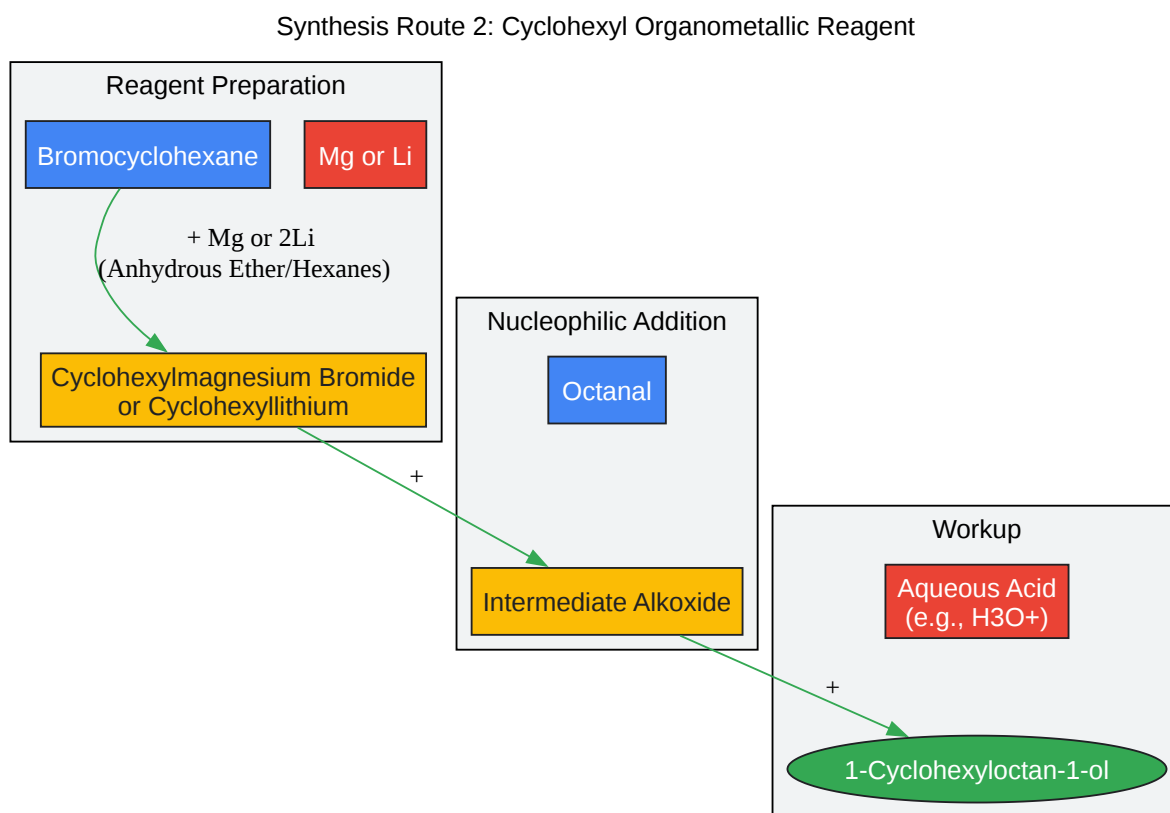 Synthesis Route 2: Cyclohexyl Organometallic Reagent
Reagent Preparation
Bromocyclohexane
Mg or Li
+ Mg or 2Li
(Anhydrous Ether/Hexanes)
Cyclohexylmagnesium Bromide
or Cyclohexyllithium
+
Nucleophilic Addition
Octanal
Intermediate Alkoxide
+
Workup
Aqueous Acid
(e.g., H3O+)
1-Cyclohexyloctan-1-ol